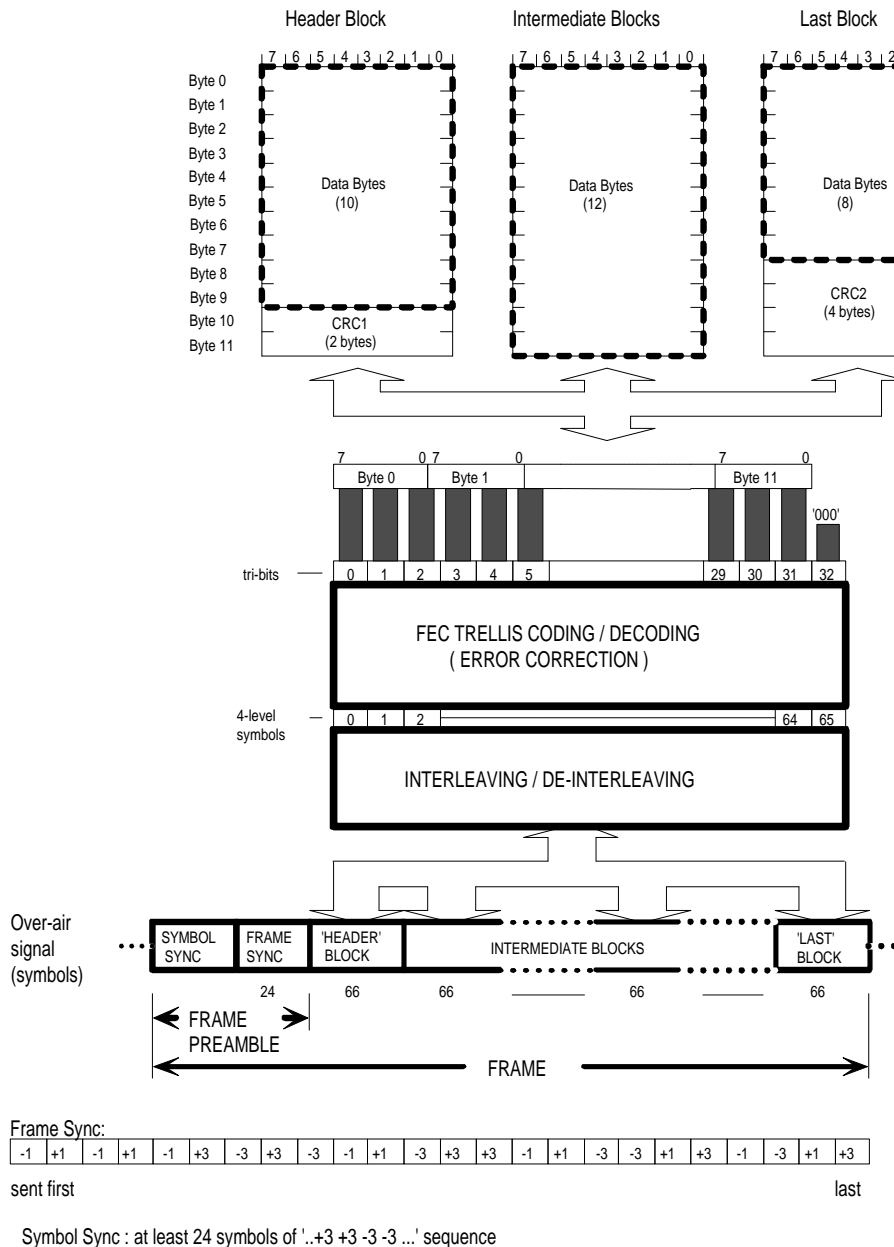 Header Block Intermediate Blocks Last Block
7 6 5 4 3 2 1 0 7 6 5 4 3 2 1 0 7 6 5 4 3 2
Byte 0
Byte 1
Byte 2
Byte 3
Byte 4
Byte 5
Byte 6
Byte 7
Byte 8
Byte 9
Byte 10
Byte 11
Data Bytes
(10)
CRC1
(2 bytes)
Data Bytes
(12)
Data Bytes
(8)
CRC2
(4 bytes)
7 0 7 0 7 0
Byte 0 Byte 1 Byte 11
'000'
tri-bits 0 1 2 3 4 5 29 30 31 32
FEC TRELLIS CODING / DECODING
( ERROR CORRECTION )
4-level
symbols
0 1 2 64 65
INTERLEAVING / DE-INTERLEAVING
Over-air
signal
(symbols)
SYMBOL
SYNC
FRAME
SYNC
'HEADER'
BLOCK
INTERMEDIATE BLOCKS
'LAST'
BLOCK
24 66 66 66 66
FRAME
PREAMBLE
FRAME
Frame Sync:
-1 +1 -1 +1 -1 +3 -3 +3 -3 -1 +1 -3 +3 +3 -1 +1 -3 -3 +1 +3 -1 -3 +1 +3
sent first last
Symbol Sync : at least 24 symbols of '..+3 +3 -3 -3 ...' sequence